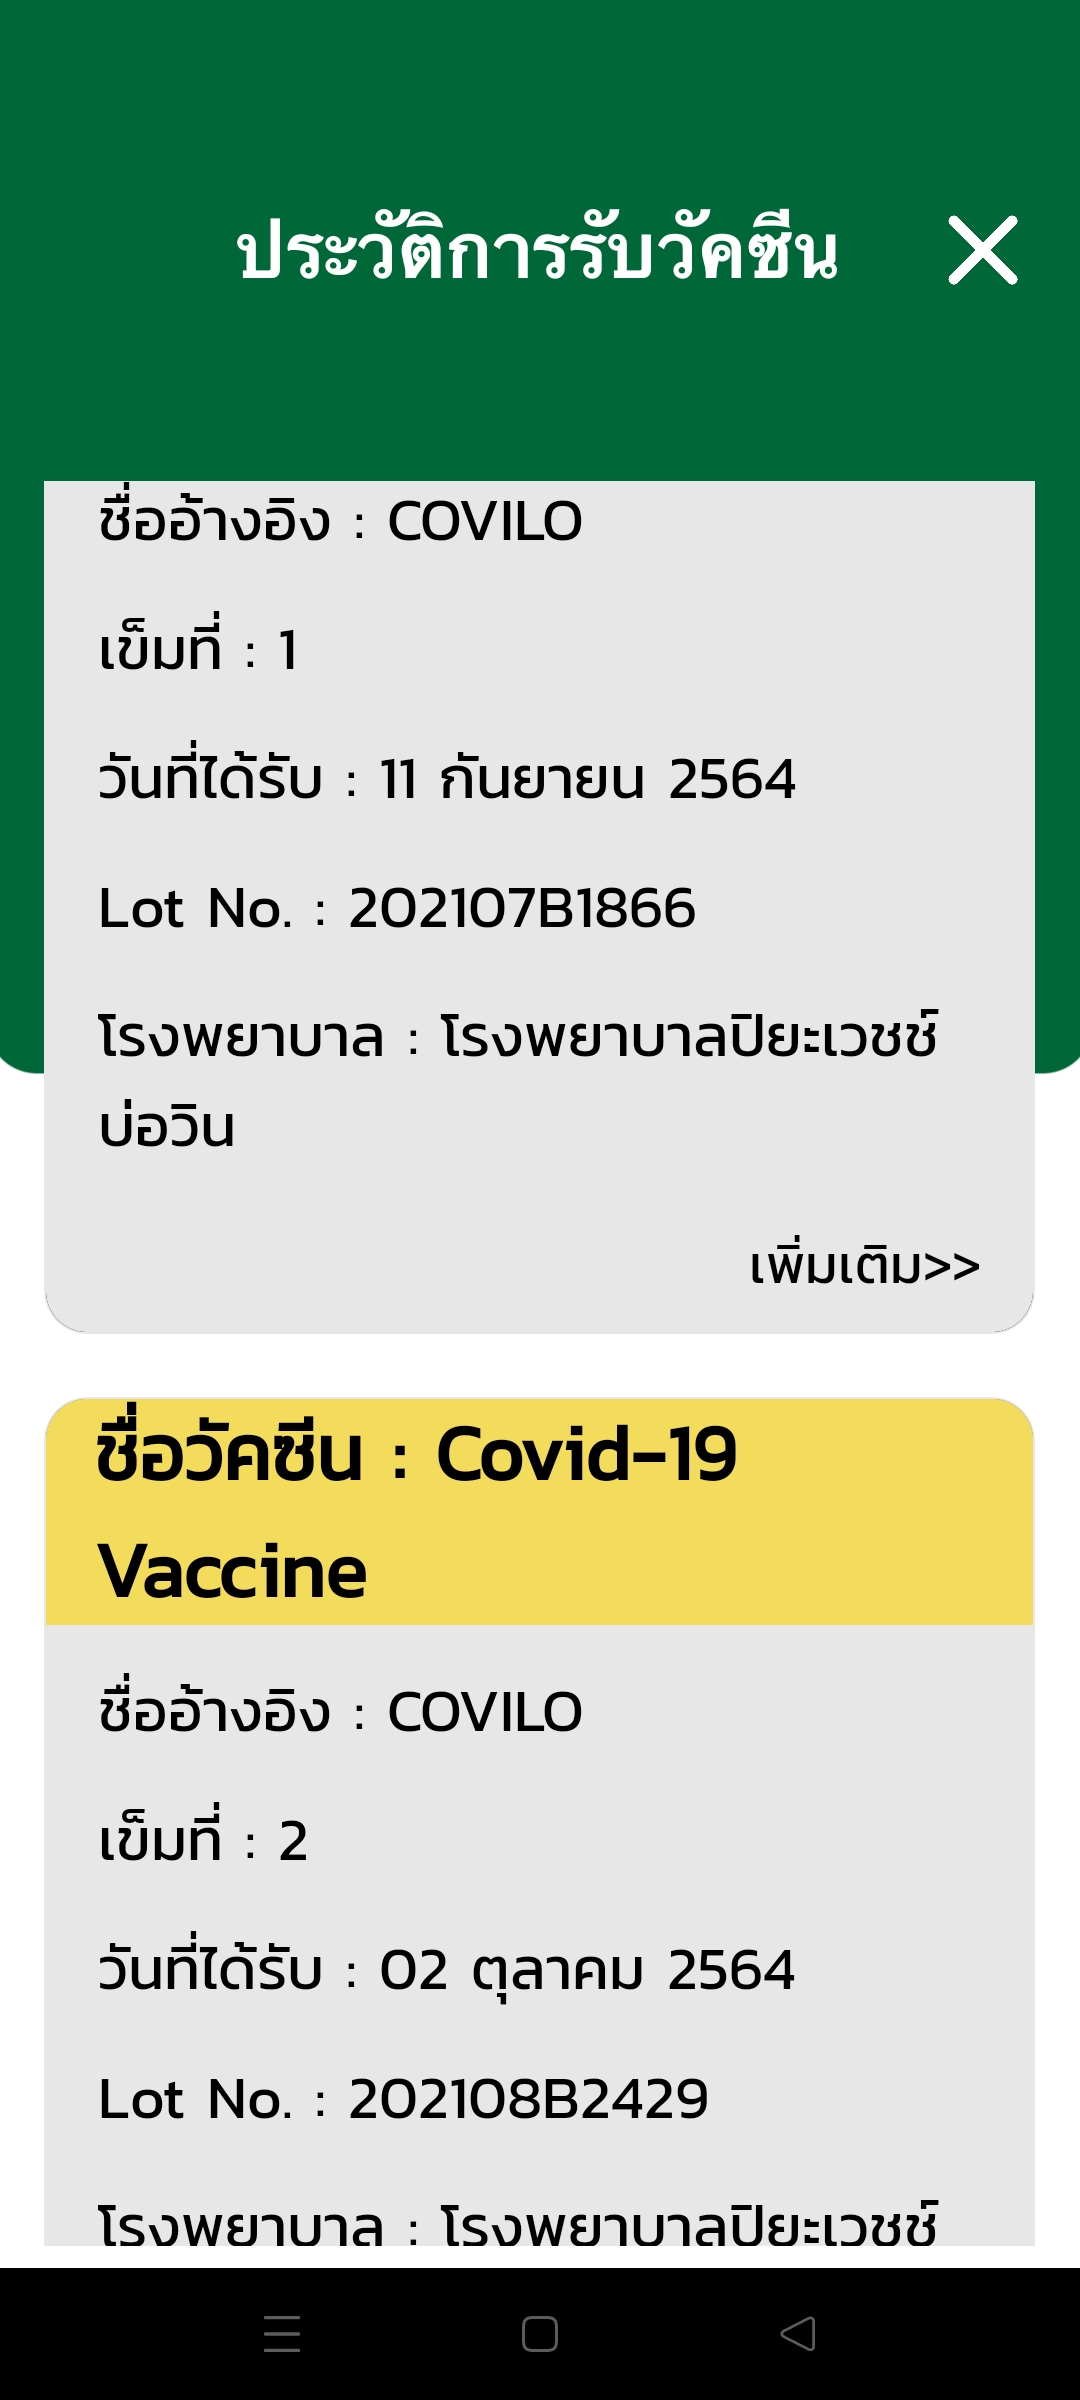 ประวัติการรับวัคซีน
ชื่ออ้างอิง : COVILO
เข็มที่ : 1
วันที่ได้รับ : 11 กันยายน 2564
Lot No. : 202107B1866
โรงพยาบาล : โรงพยาบาลปิยะเวชช์
บ่อวิน
เพิ่มเติม>>
ชื่อวัคซีน : Covid-19
Vaccine
ชื่ออ้างอิง : COVILO
เข็มที่ : 2
วันที่ได้รับ : 02 ตุลาคม 2564
Lot No. : 202108B2429
โรงพยาบาล : โรงพยาบาลปิยะเวชช์